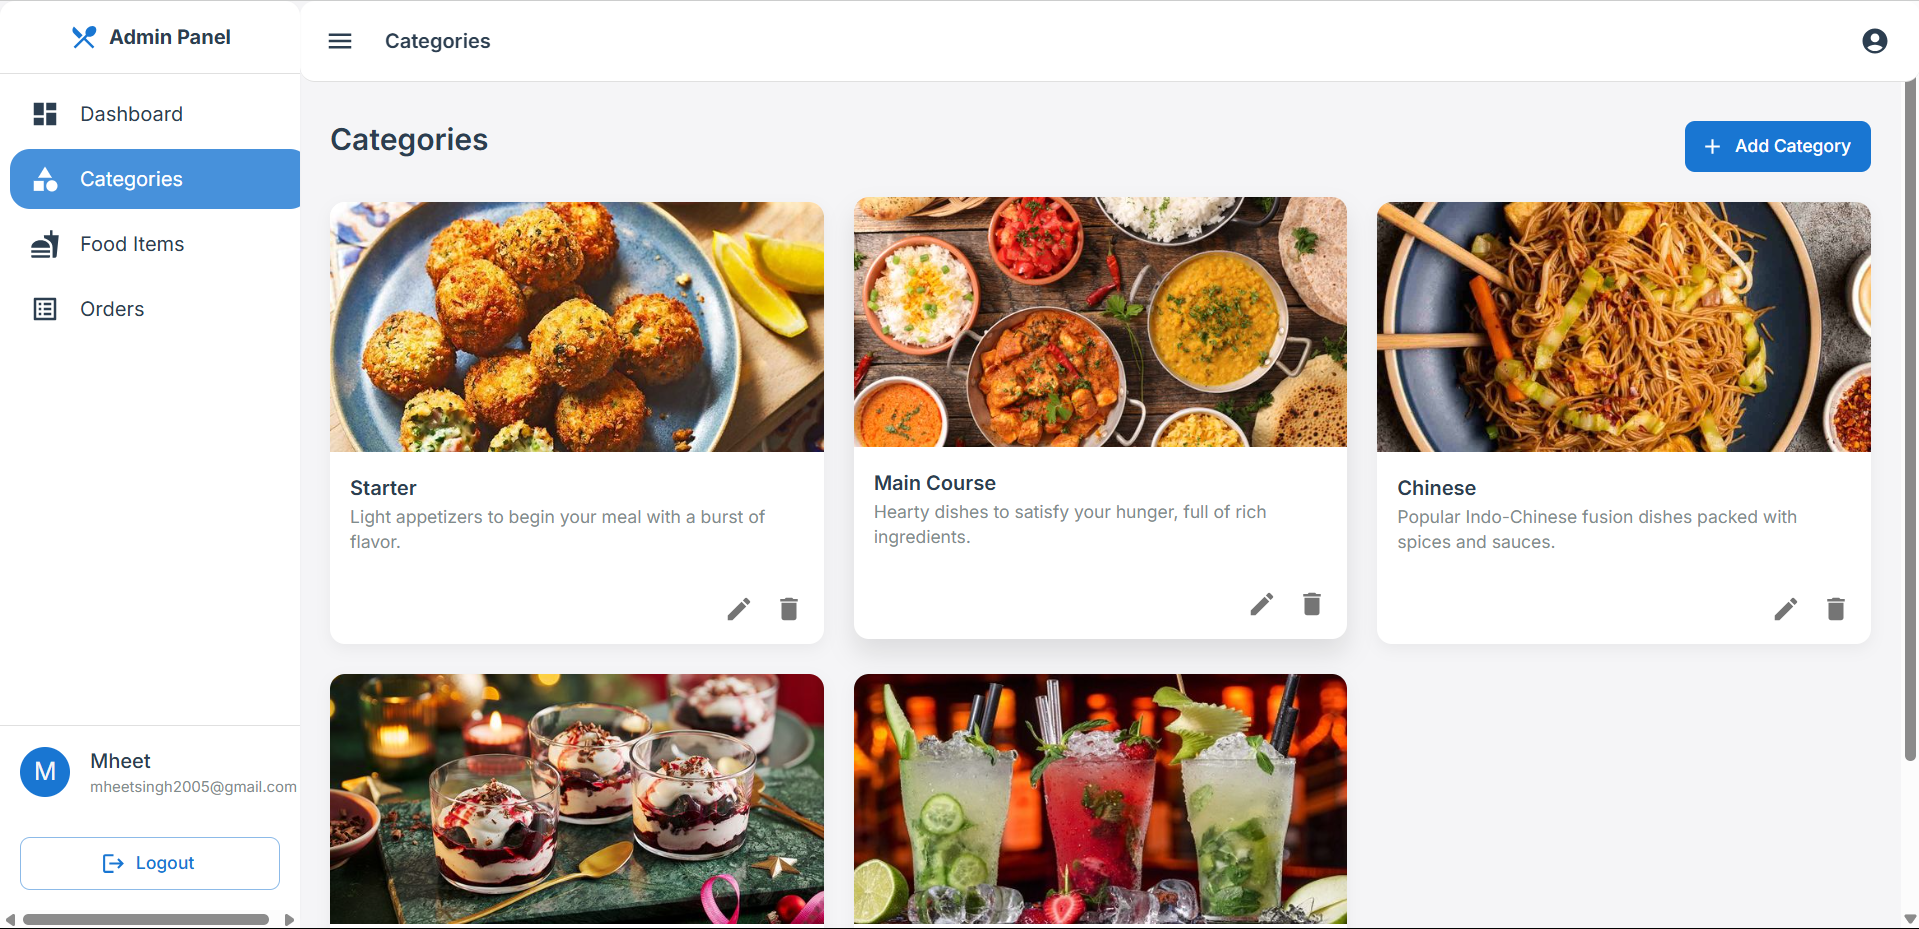 Admin Panel
Dashboard
Categories
Food Items
Orders
Mheet
M
mheetsingh2005@gmail.com
Logout
Categories
Categories
+ Add Category
Starter
Light appetizers to begin your meal with a burst of
flavor.
Main Course
Hearty dishes to satisfy your hunger, full of rich
ingredients.
Chinese
Popular Indo-Chinese fusion dishes packed with
spices and sauces.